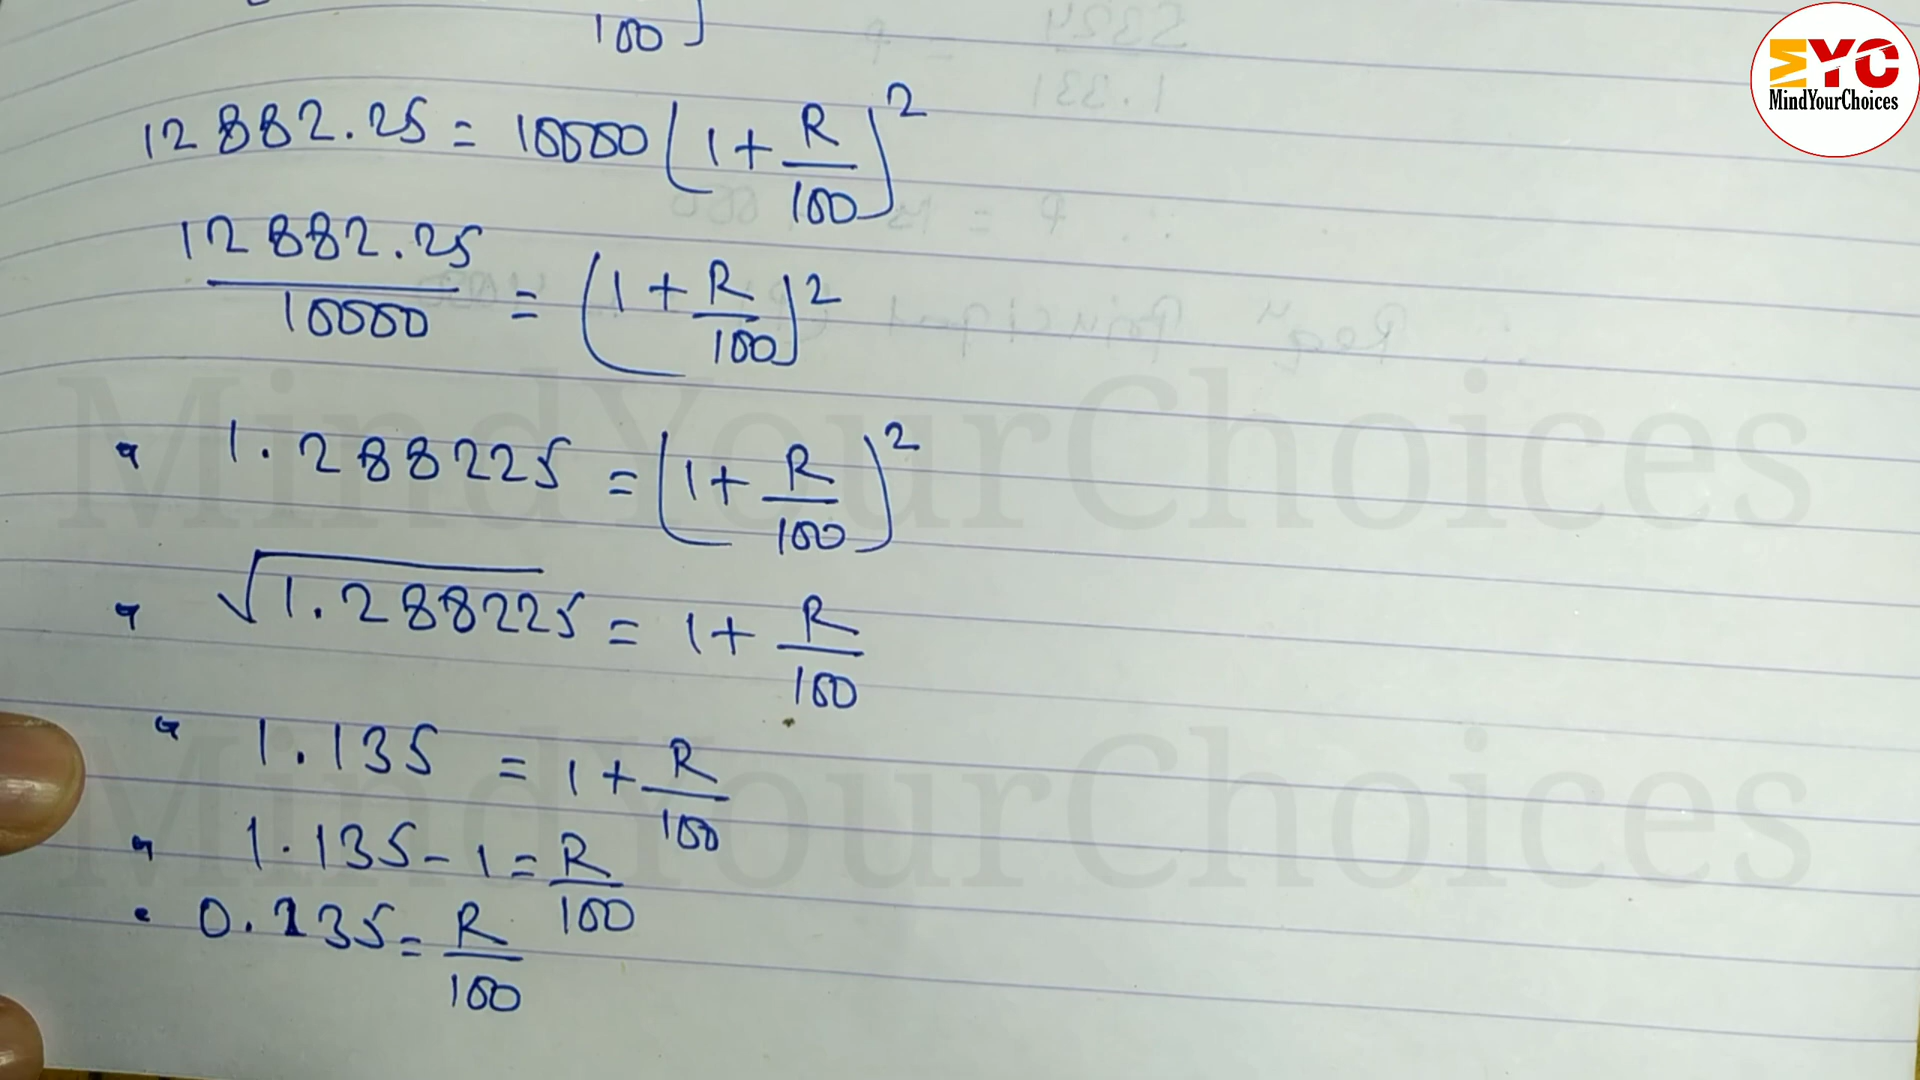 100)
12882.25 = 10000(1+R/100)²
12882.25/10000 = (1+R/100)²
1.288225 = (1+R/100)²
√1.288225 = 1+R/100
1.135 = 1+R/100
1.135-1=R/100
0.135=R/100
MYC
MindYourChoices
MindYourChoices
MindYourChoices